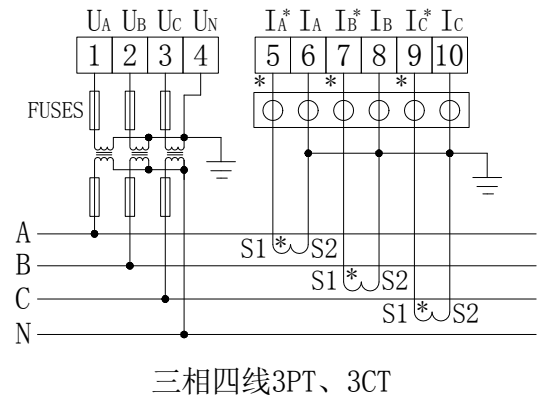 UA UB UC UN IA* IA IB* IB IC* IC
1 2 3 4 5 6 7 8 9 10
* * *
FUSES
A
S1 * S2
B
S1 * S2
C
S1 * S2
N
三相四线3PT、3CT